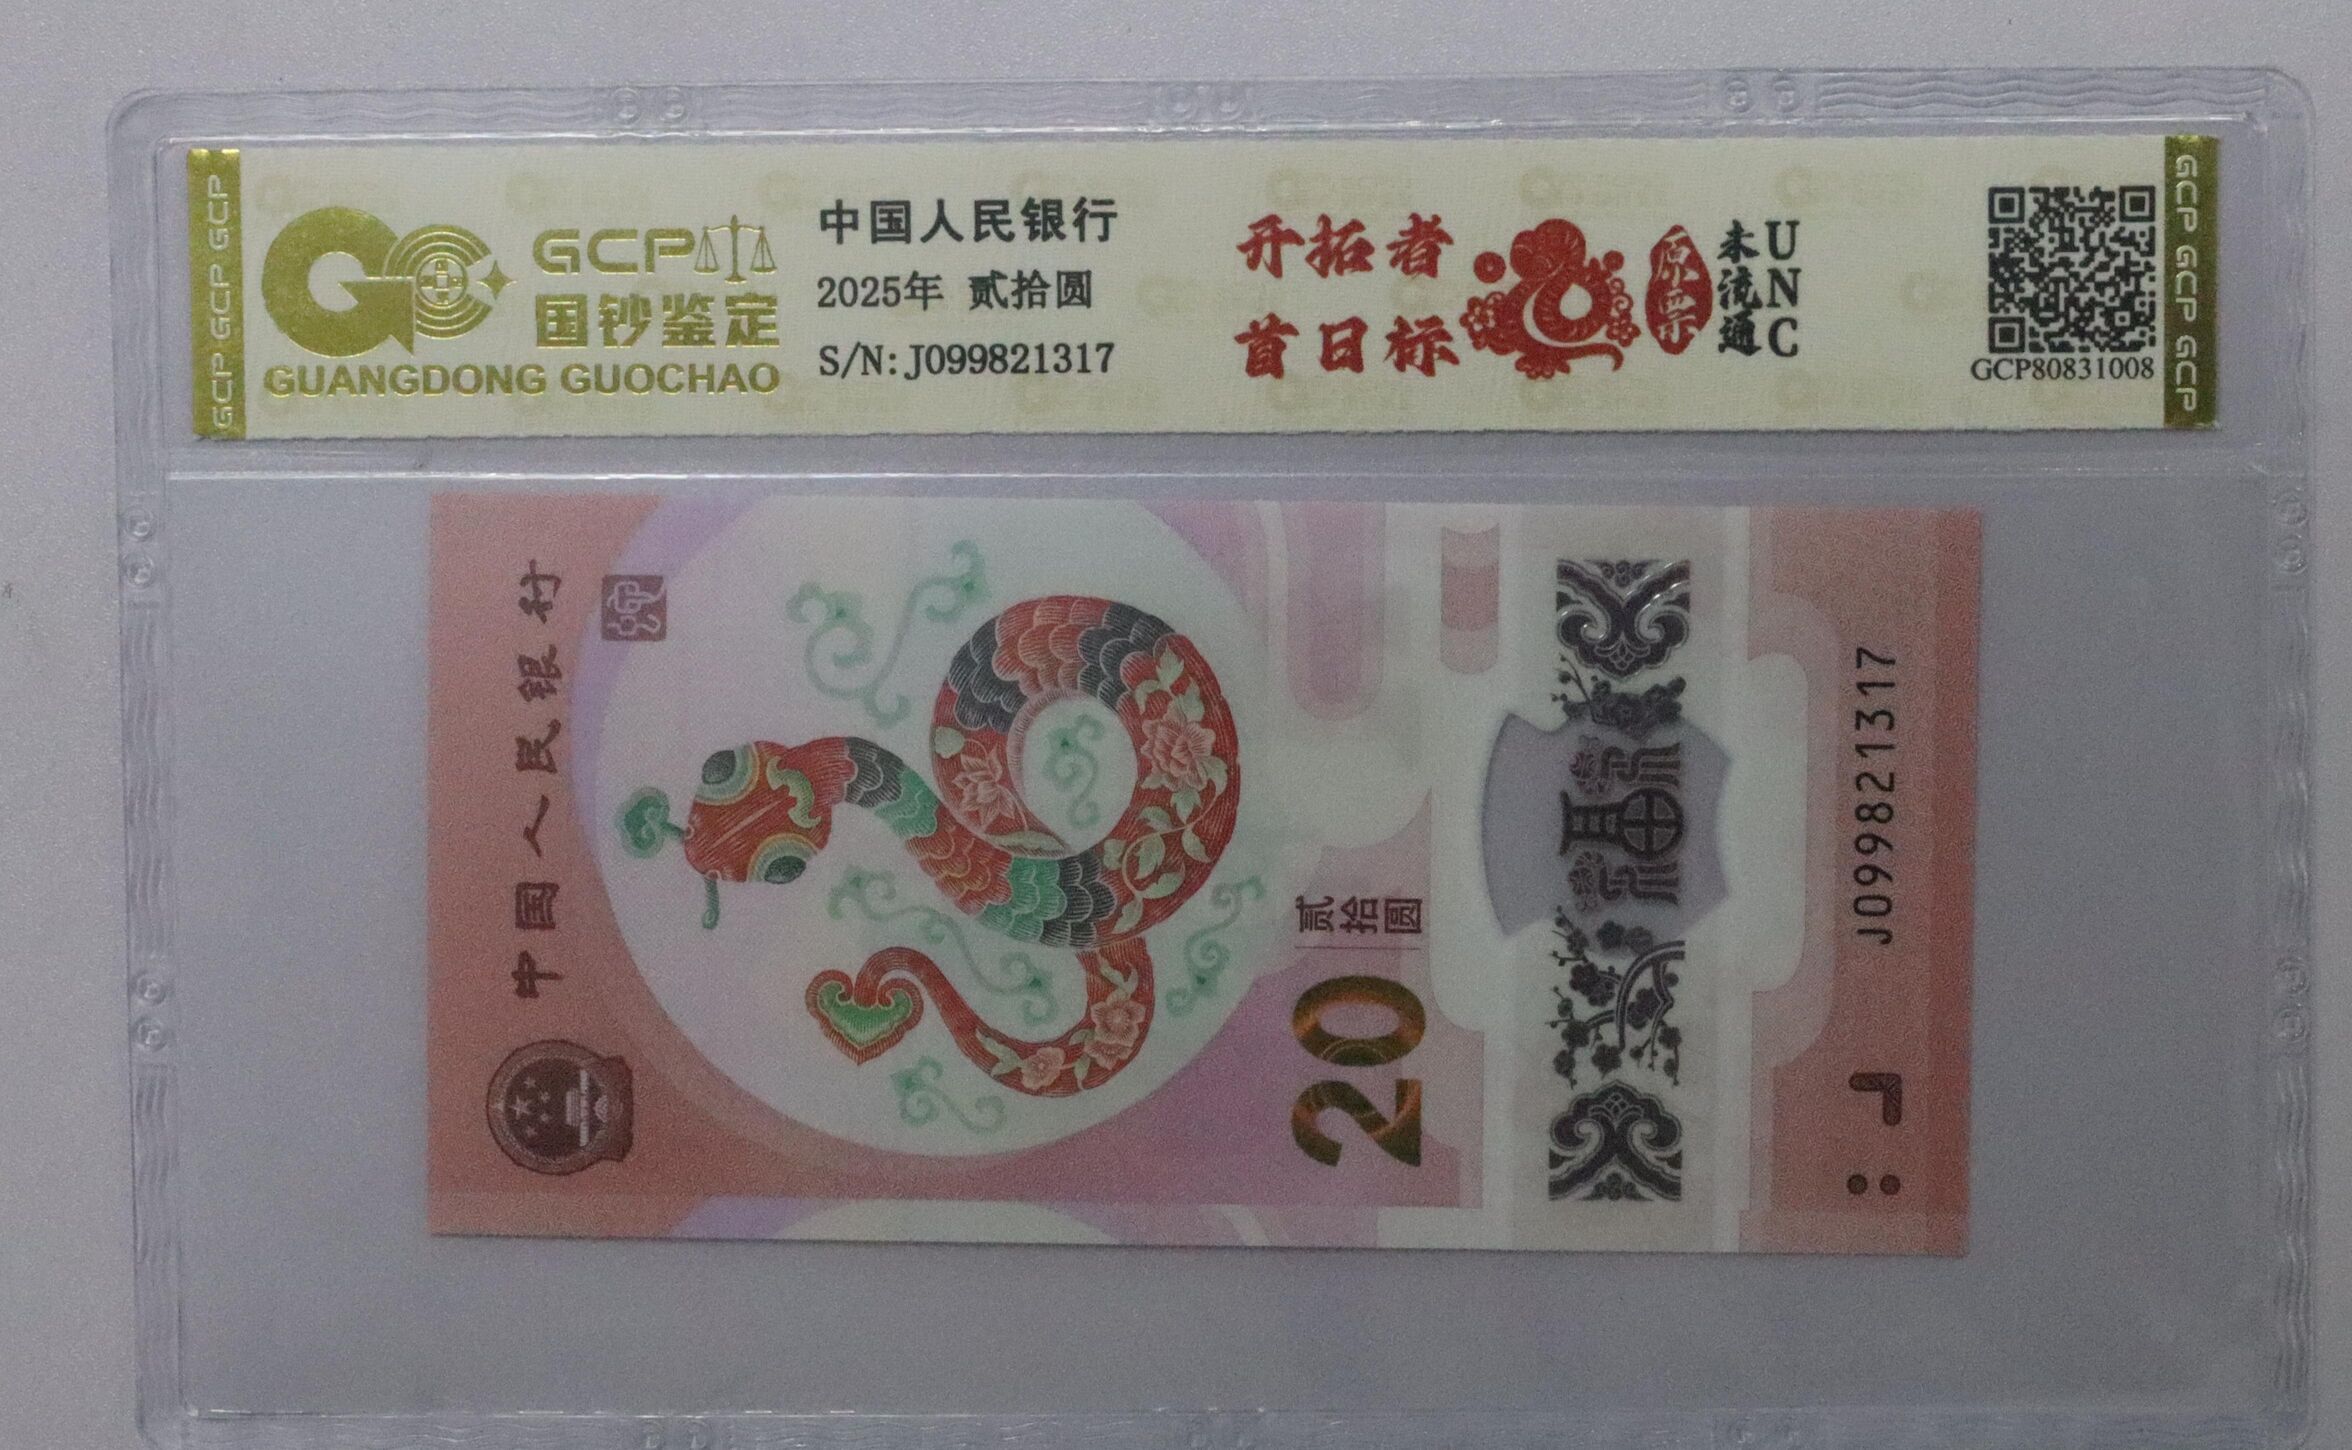 GCP GCP GCP
GCP
国钞鉴定
GUANGDONG GUOCHAO
中国人民银行
2025年 贰拾圆
S/N:J099821317
开拓者
首日标
原票
未流通
UNC
GCP80831008
GCP GCP GCP GCP
中国人民银行
20
贰拾圆
福
J099821317